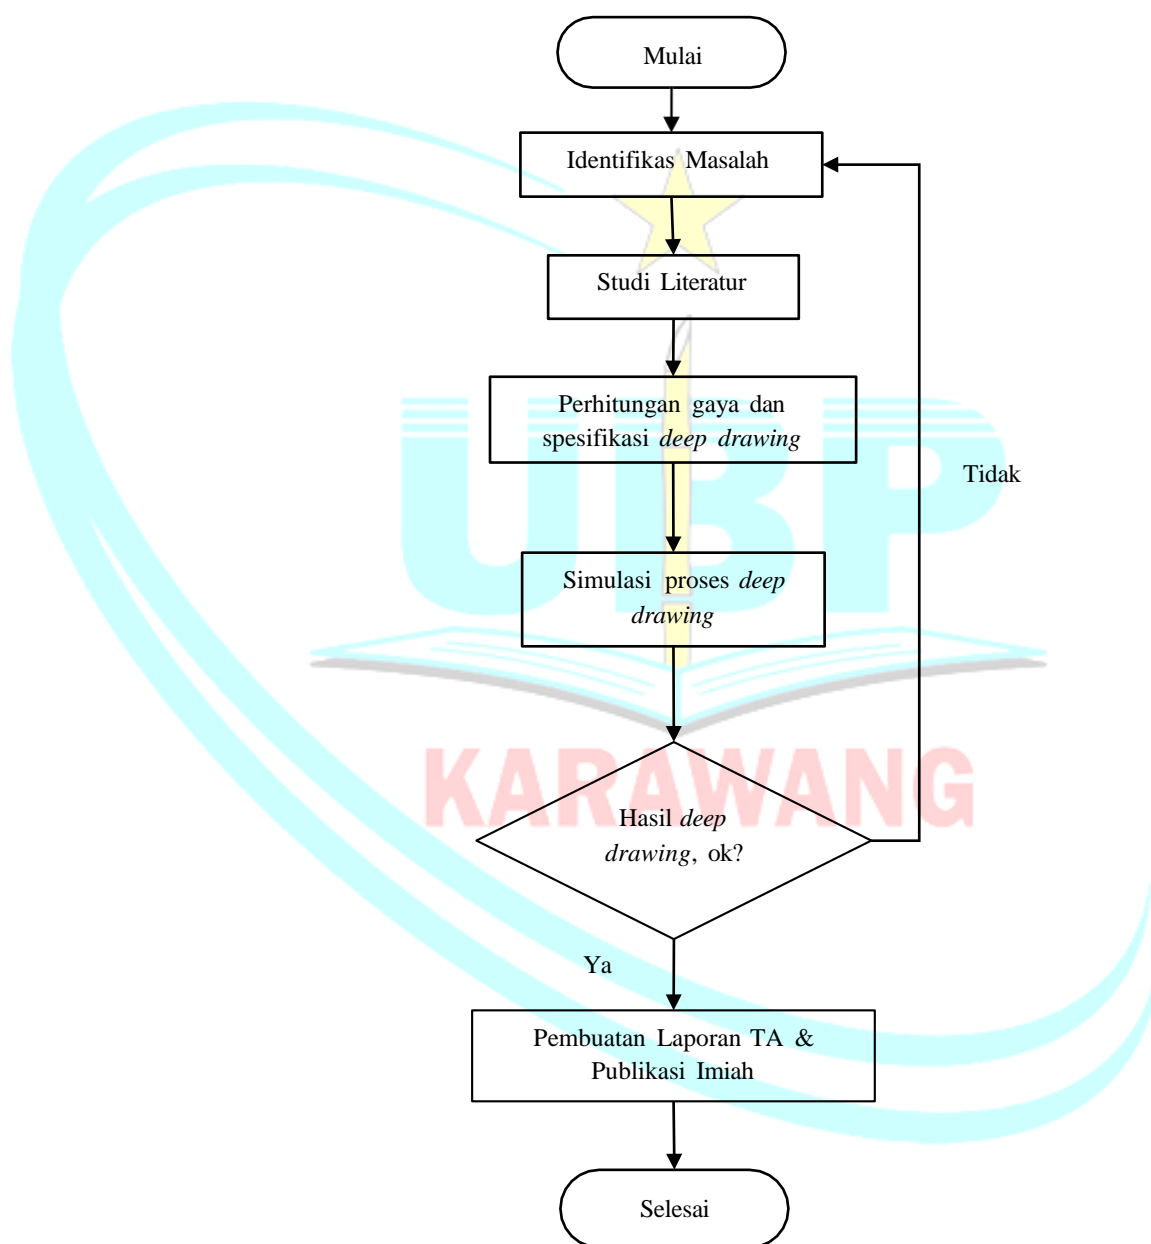 Mulai
Identifikas Masalah
Studi Literatur
Perhitungan gaya dan
spesifikasi deep drawing
Tidak
UBP
Simulasi proses deep
drawing
KARAWANG
Hasil deep
drawing, ok?
Ya
Pembuatan Laporan TA &
Publikasi Imiah
Selesai